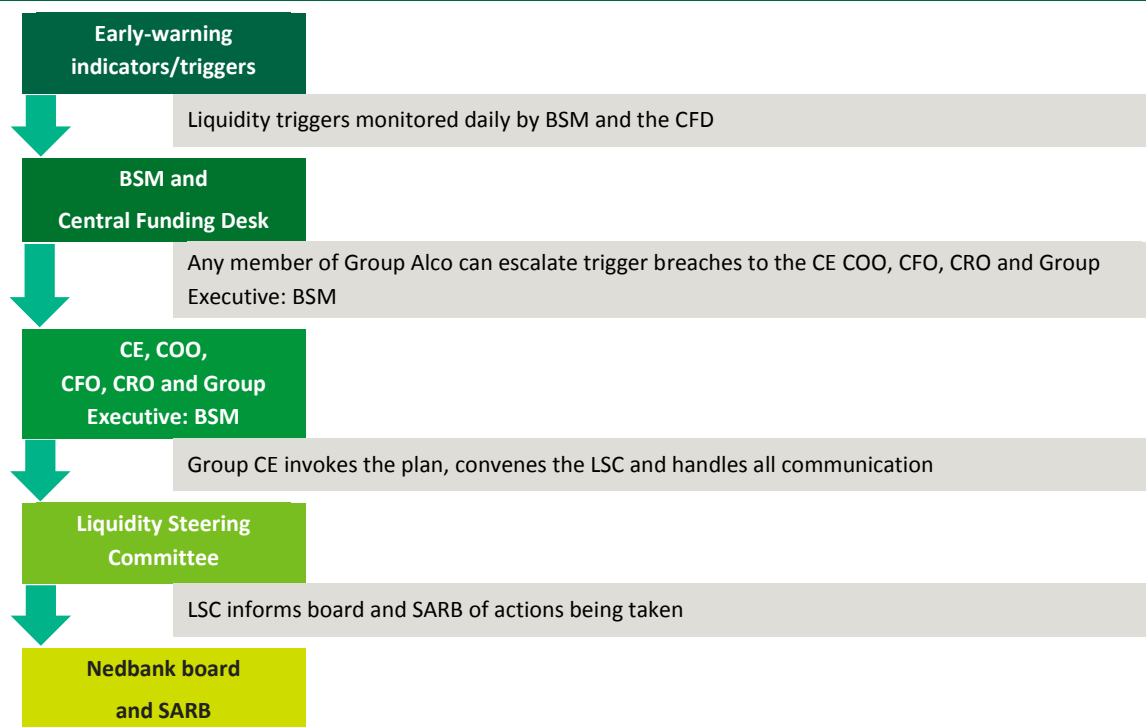 Early-warning
indicators/triggers
Liquidity triggers monitored daily by BSM and the CFD
BSM and
Central Funding Desk
Any member of Group Alco can escalate trigger breaches to the CE COO, CFO, CRO and Group
Executive: BSM
CE, COO,
CFO, CRO and Group
Executive: BSM
Group CE invokes the plan, convenes the LSC and handles all communication
Liquidity Steering
Committee
LSC informs board and SARB of actions being taken
Nedbank board
and SARB